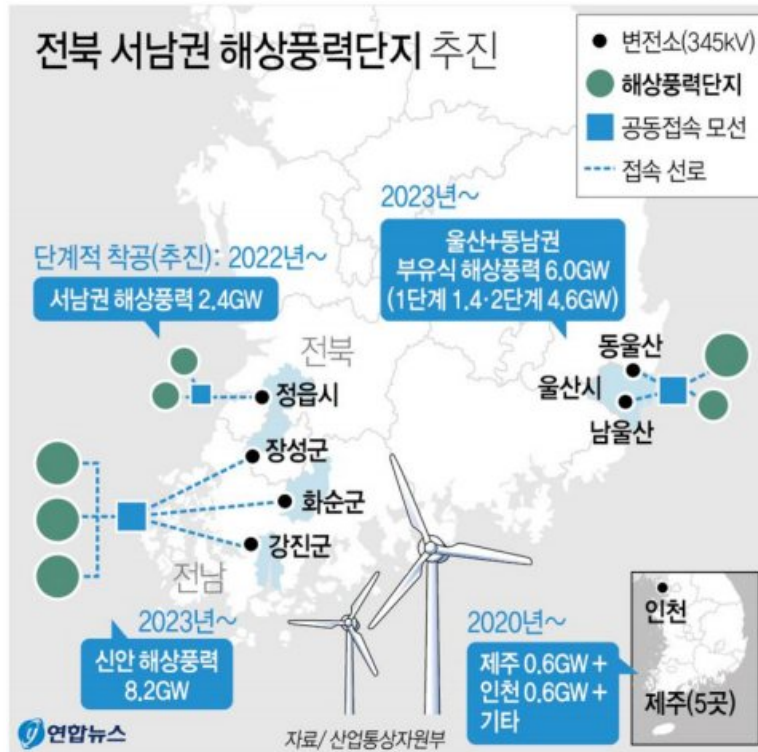 전북 서남권 해상풍력단지 추진
변전소(345kV)
해상풍력단지
공동접속 모선
접속 선로
2023년~
울산+동남권
부유식 해상풍력 6.0GW
(1단계 1.4·2단계 4.6GW)
단계적 착공(추진): 2022년~
서남권 해상풍력 2.4GW
전북
정읍시
동울산
울산시
남울산
장성군
화순군
강진군
전남
2023년~
신안 해상풍력
8.2GW
2020년~
제주 0.6GW +
인천 0.6GW +
기타
인천
제주(5곳)
연합뉴스
자료/ 산업통상자원부